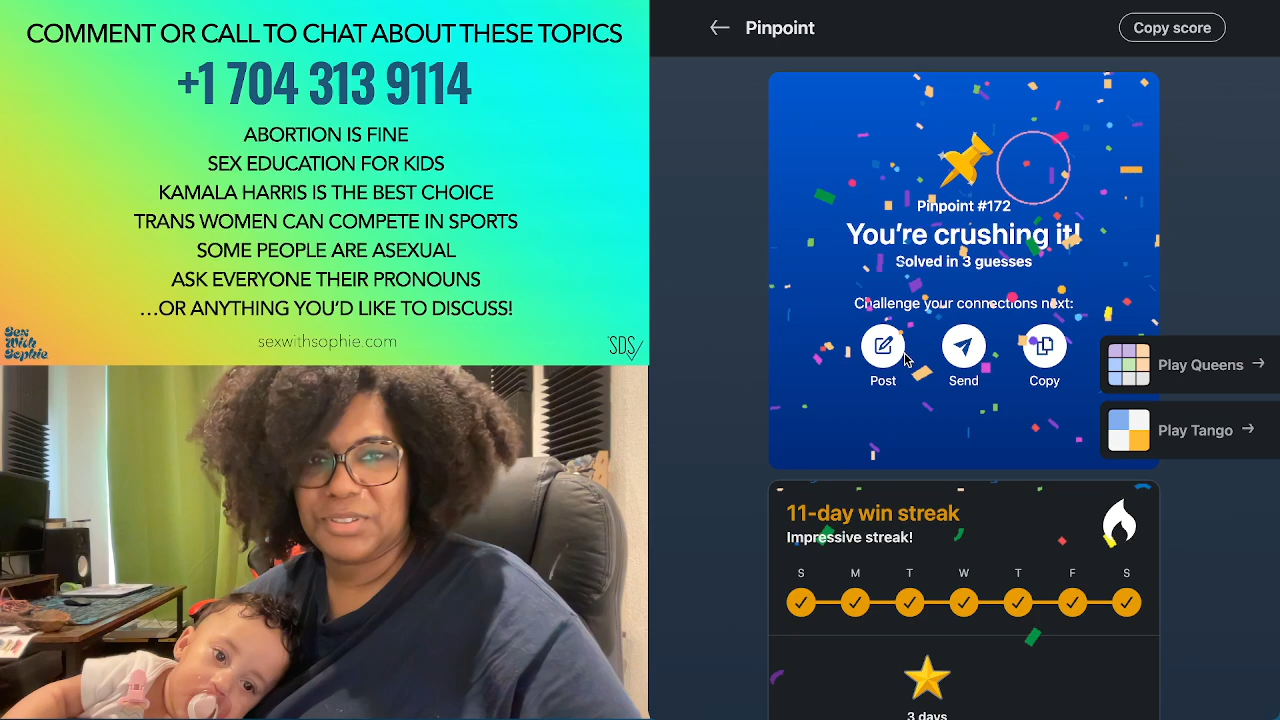 COMMENT OR CALL TO CHAT ABOUT THESE TOPICS
+1 704 313 9114
ABORTION IS FINE
SEX EDUCATION FOR KIDS
KAMALA HARRIS IS THE BEST CHOICE
TRANS WOMEN CAN COMPETE IN SPORTS
SOME PEOPLE ARE ASEXUAL
ASK EVERYONE THEIR PRONOUNS
...OR ANYTHING YOU'D LIKE TO DISCUSS!
Sex
With
Sophie
sexwithsophie.com
SDS
Pinpoint
Copy score
Pinpoint #172
You're crushing it!
Solved in 3 guesses
Challenge your connections next:
Post Send Copy
Play Queens
Play Tango
11-day win streak
Impressive streak!
S M T W T F S
3 days